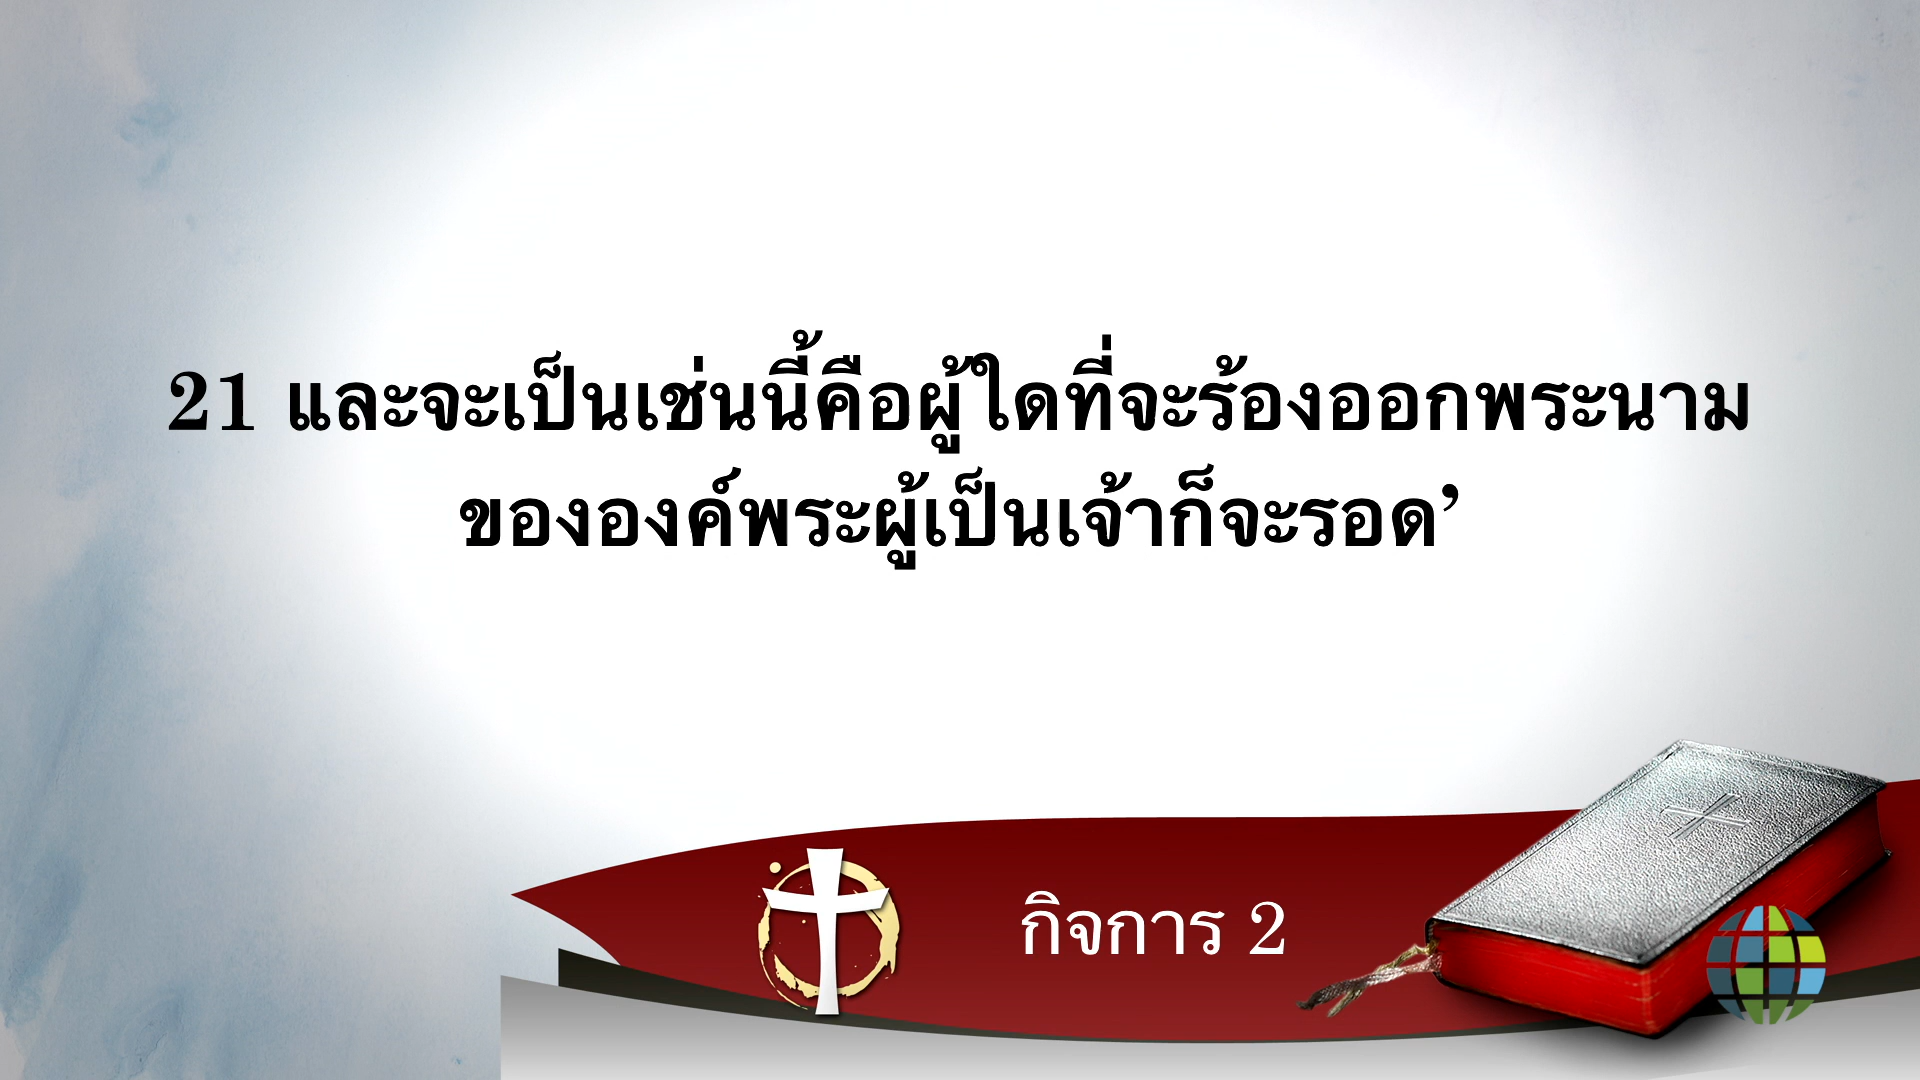 21 และจะเป็นเช่นนี้คือผู้ใดที่จะร้องออกพระนาม
ขององค์พระผู้เป็นเจ้าก็จะรอด’
กิจการ 2